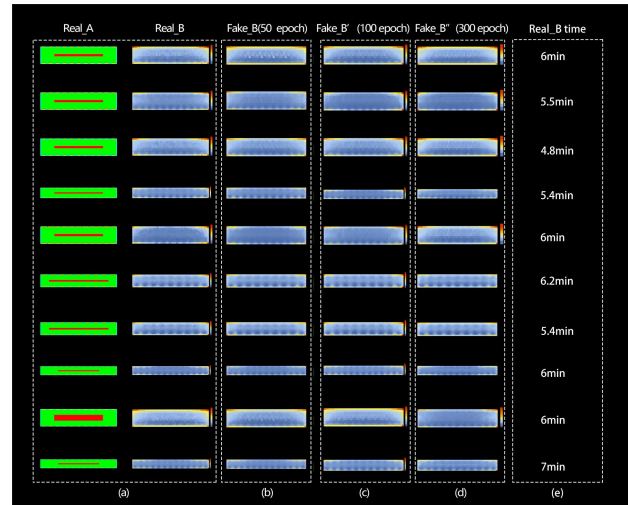 Real_A Real_B Fake_B(50 epoch) Fake_B′ (100 epoch) Fake_B″ (300 epoch) Real_B time
6min
5.5min
4.8min
5.4min
6min
6.2min
5.4min
6min
6min
7min
(a) (b) (c) (d) (e)